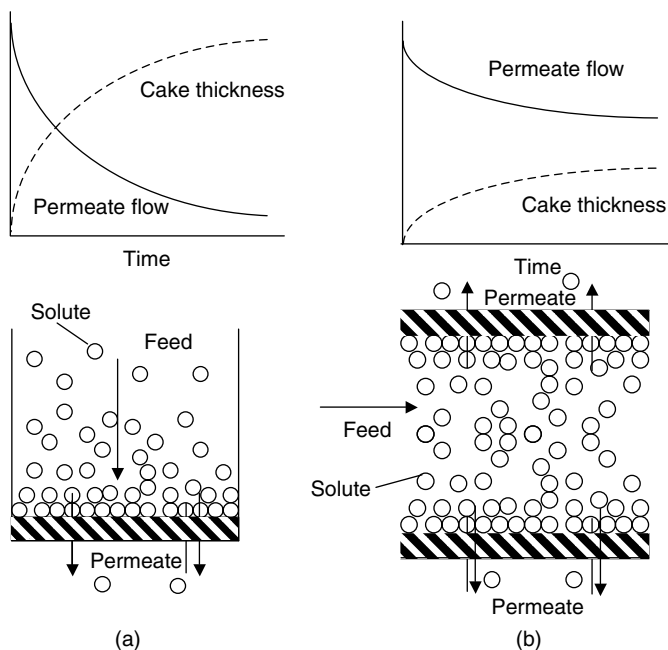 Cake thickness
Permeate flow
Time
Solute
Feed
Permeate
(a)
Permeate flow
Cake thickness
Time
Permeate
Feed
Solute
Permeate
(b)